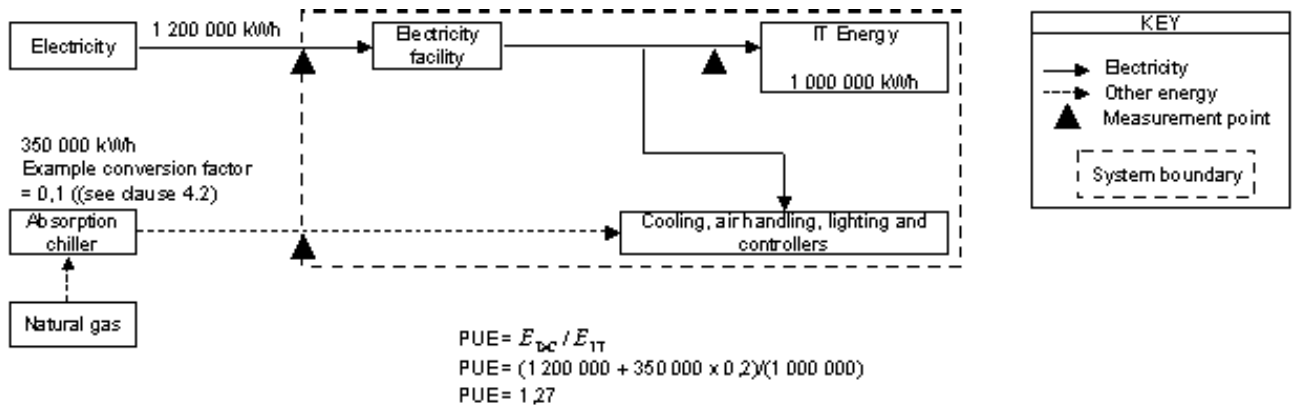 Electricity
1 200 000 kWh
Electricity
facility
IT Energy
1 000 000 kWh
350 000 kWh
Example conversion factor
= 0,1 ((see clause 4.2)
Absorption
chiller
Cooling, air handling, lighting and
controllers
Natural gas
PUE= E_DC / E_IT
PUE= (1 200 000 + 350 000 x 0,2)/(1 000 000)
PUE= 1,27
KEY
Electricity
Other energy
Measurement point
System boundary